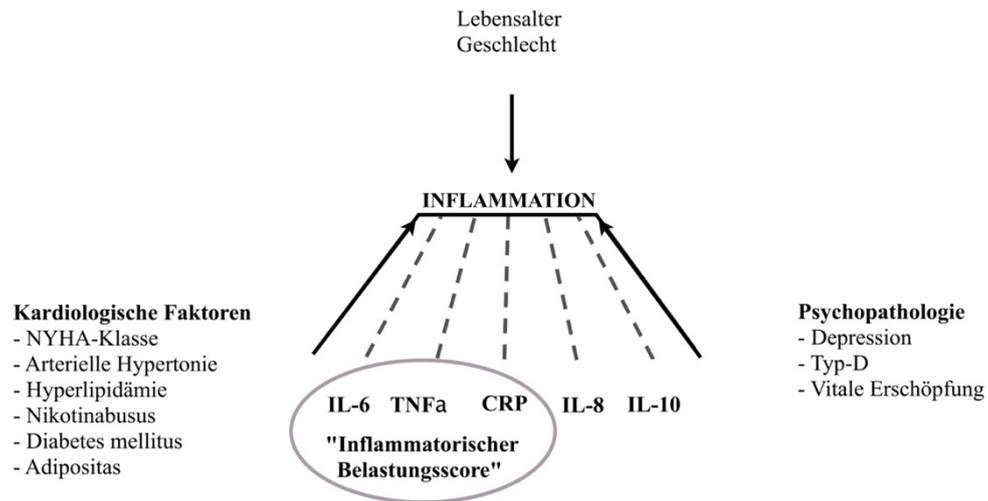 Lebensalter
Geschlecht
INFLAMMATION
Kardiologische Faktoren
- NYHA-Klasse
- Arterielle Hypertonie
- Hyperlipidämie
- Nikotinabusus
- Diabetes mellitus
- Adipositas
IL-6 TNFa CRP IL-8 IL-10
"Inflammatorischer
Belastungsscore"
Psychopathologie
- Depression
- Typ-D
- Vitale Erschöpfung